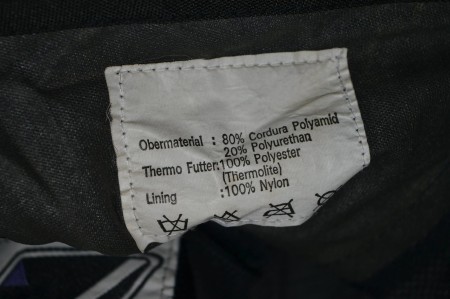 Obermaterial : 80% Cordura Polyamid
20% Polyurethan
Thermo Futter:100% Polyester
(Thermolite)
Lining :100% Nylon